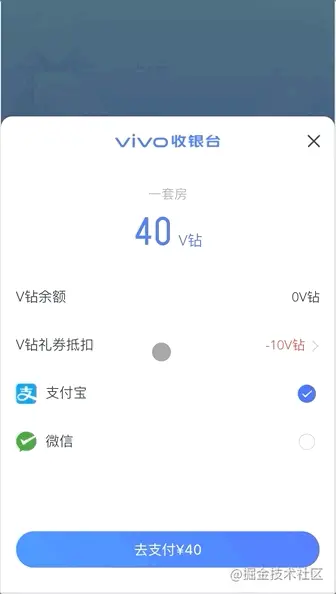 vivo收银台
一套房
40 V钻
V钻余额 0V钻
V钻礼券抵扣 -10V钻
支 支付宝
微信
去支付¥40
@掘金技术社区